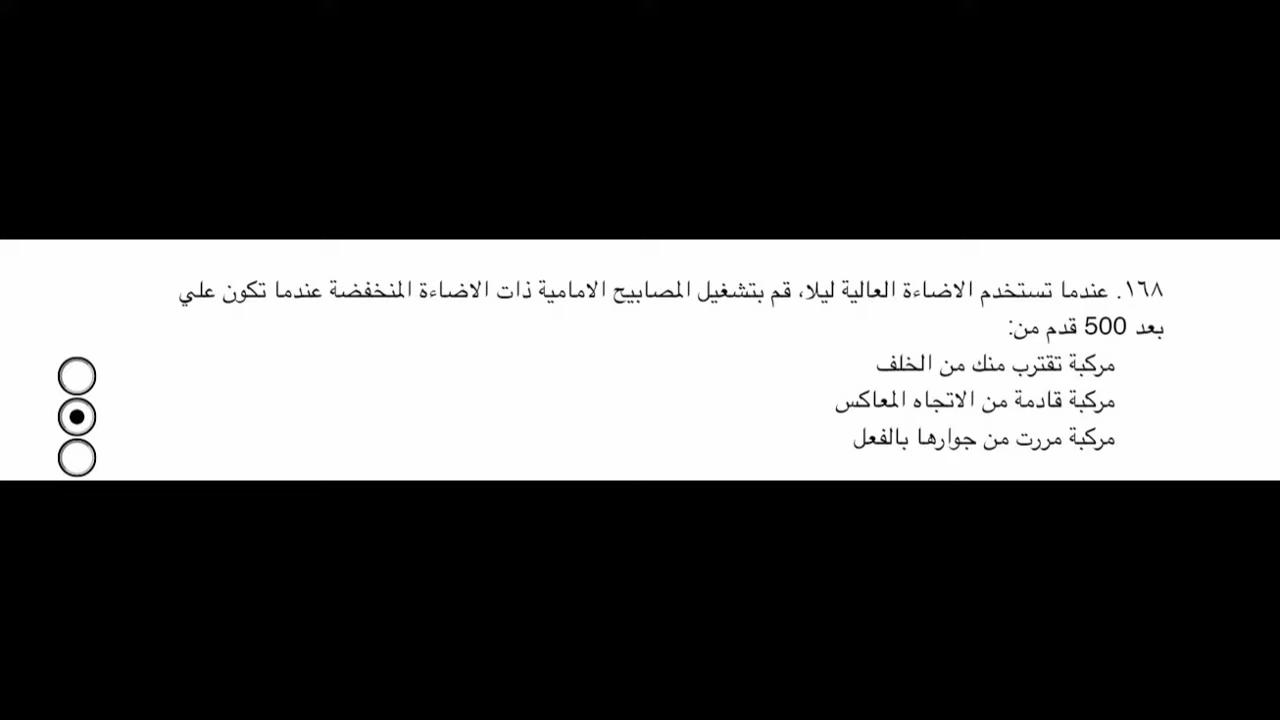 ١٦٨. عندما تستخدم الاضاءة العالية ليلا، قم بتشغيل المصابيح الامامية ذات الاضاءة المنخفضة عندما تكون علي
بعد 500 قدم من:
مركبة تقترب منك من الخلف
مركبة قادمة من الاتجاه المعاكس
مركبة مررت من جوارها بالفعل